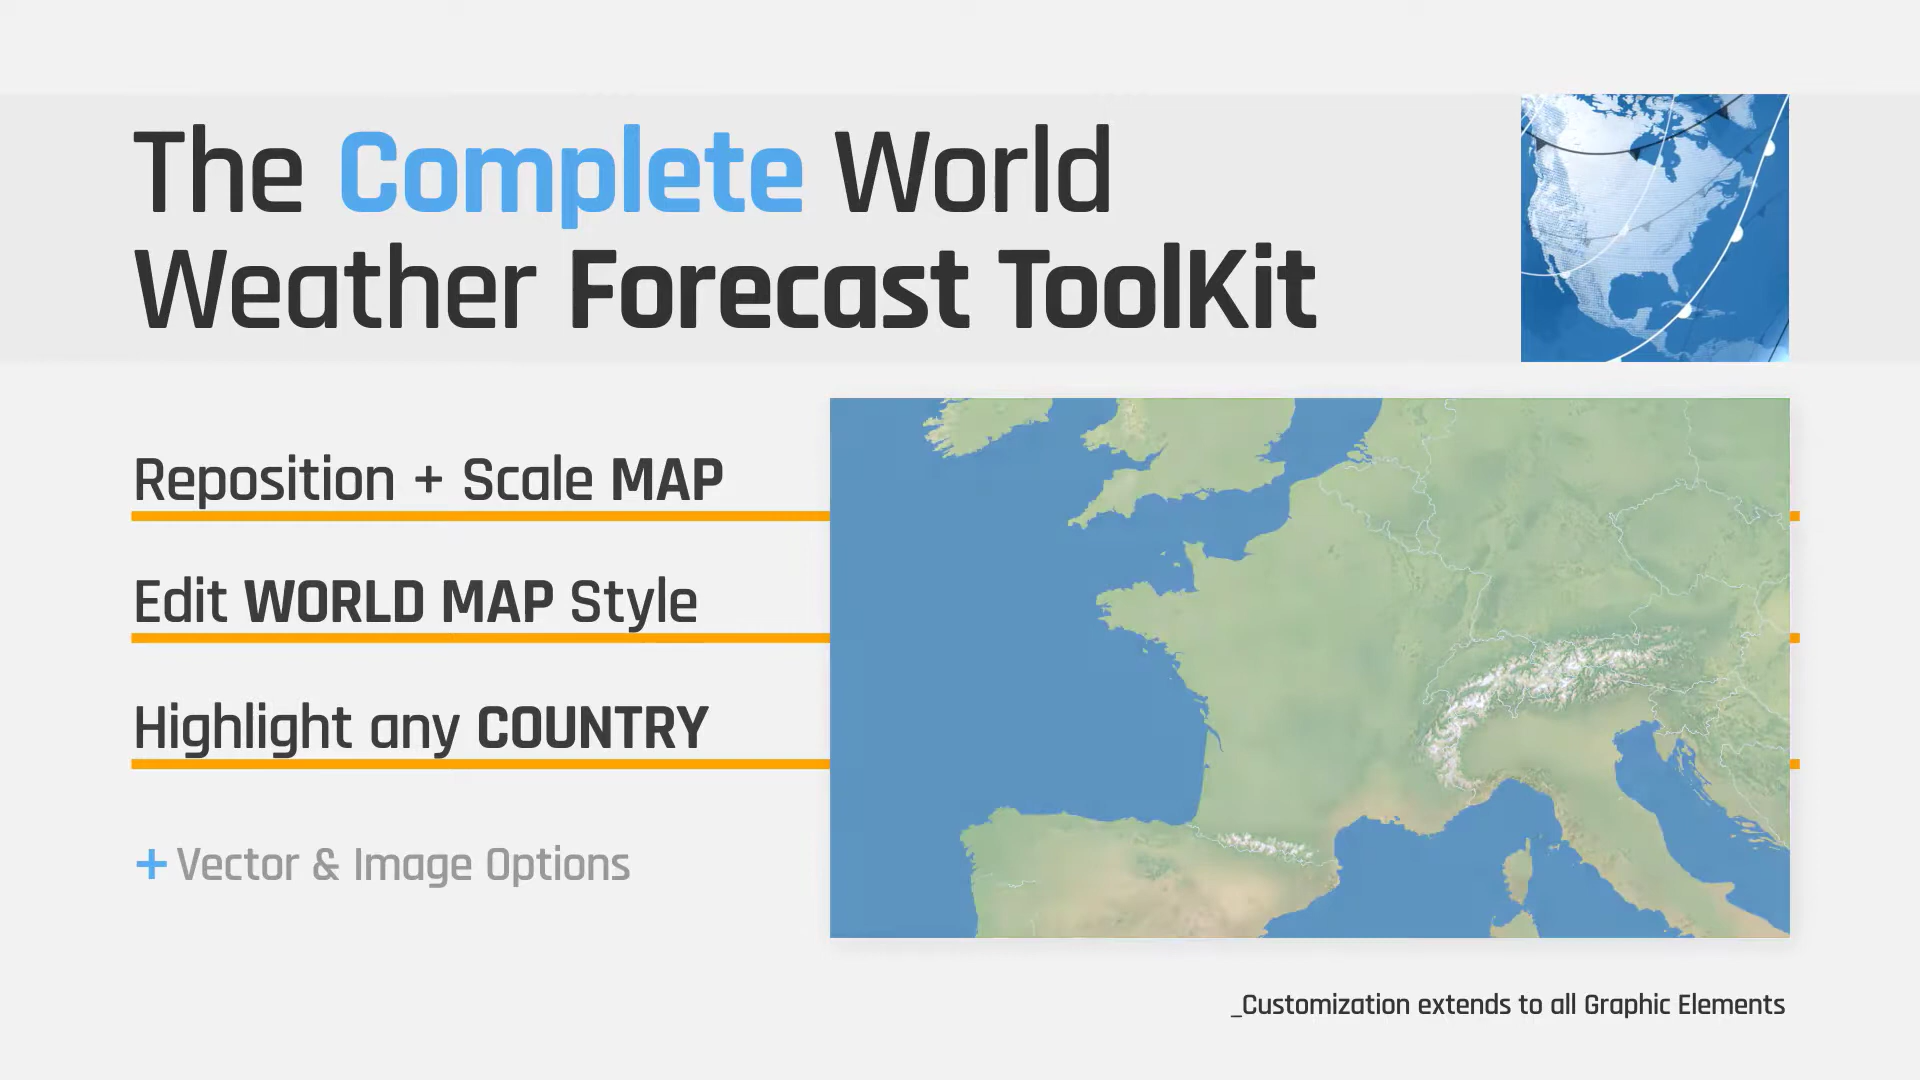 The Complete World
Weather Forecast ToolKit
Reposition + Scale MAP
Edit WORLD MAP Style
Highlight any COUNTRY
+ Vector & Image Options
_Customization extends to all Graphic Elements